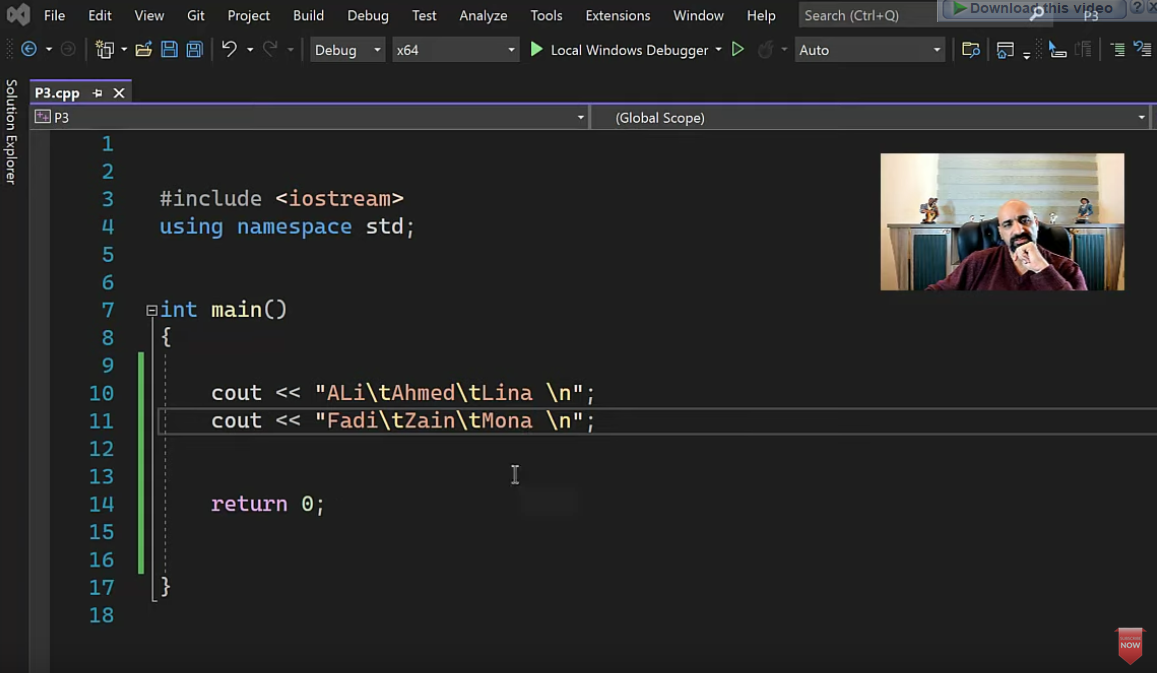 File Edit View Git Project Build Debug Test Analyze Tools Extensions Window Help Search (Ctrl+Q) P3
Download this video ?
Debug x64 Local Windows Debugger Auto
Solution Explorer
P3.cpp
P3 (Global Scope)
1
2
3 #include <iostream>
4 using namespace std;
5
6
7 int main()
8 {
9
10 cout << "ALi\tAhmed\tLina \n";
11 cout << "Fadi\tZain\tMona \n";
12
13
14 return 0;
15
16
17 }
18
SUBSCRIBE
NOW